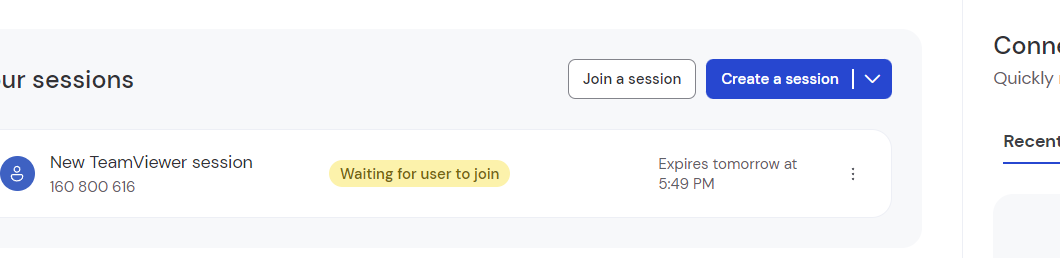 our sessions
Join a session
Create a session
Conne
Quickly
New TeamViewer session
160 800 616
Waiting for user to join
Expires tomorrow at
5:49 PM
Recent